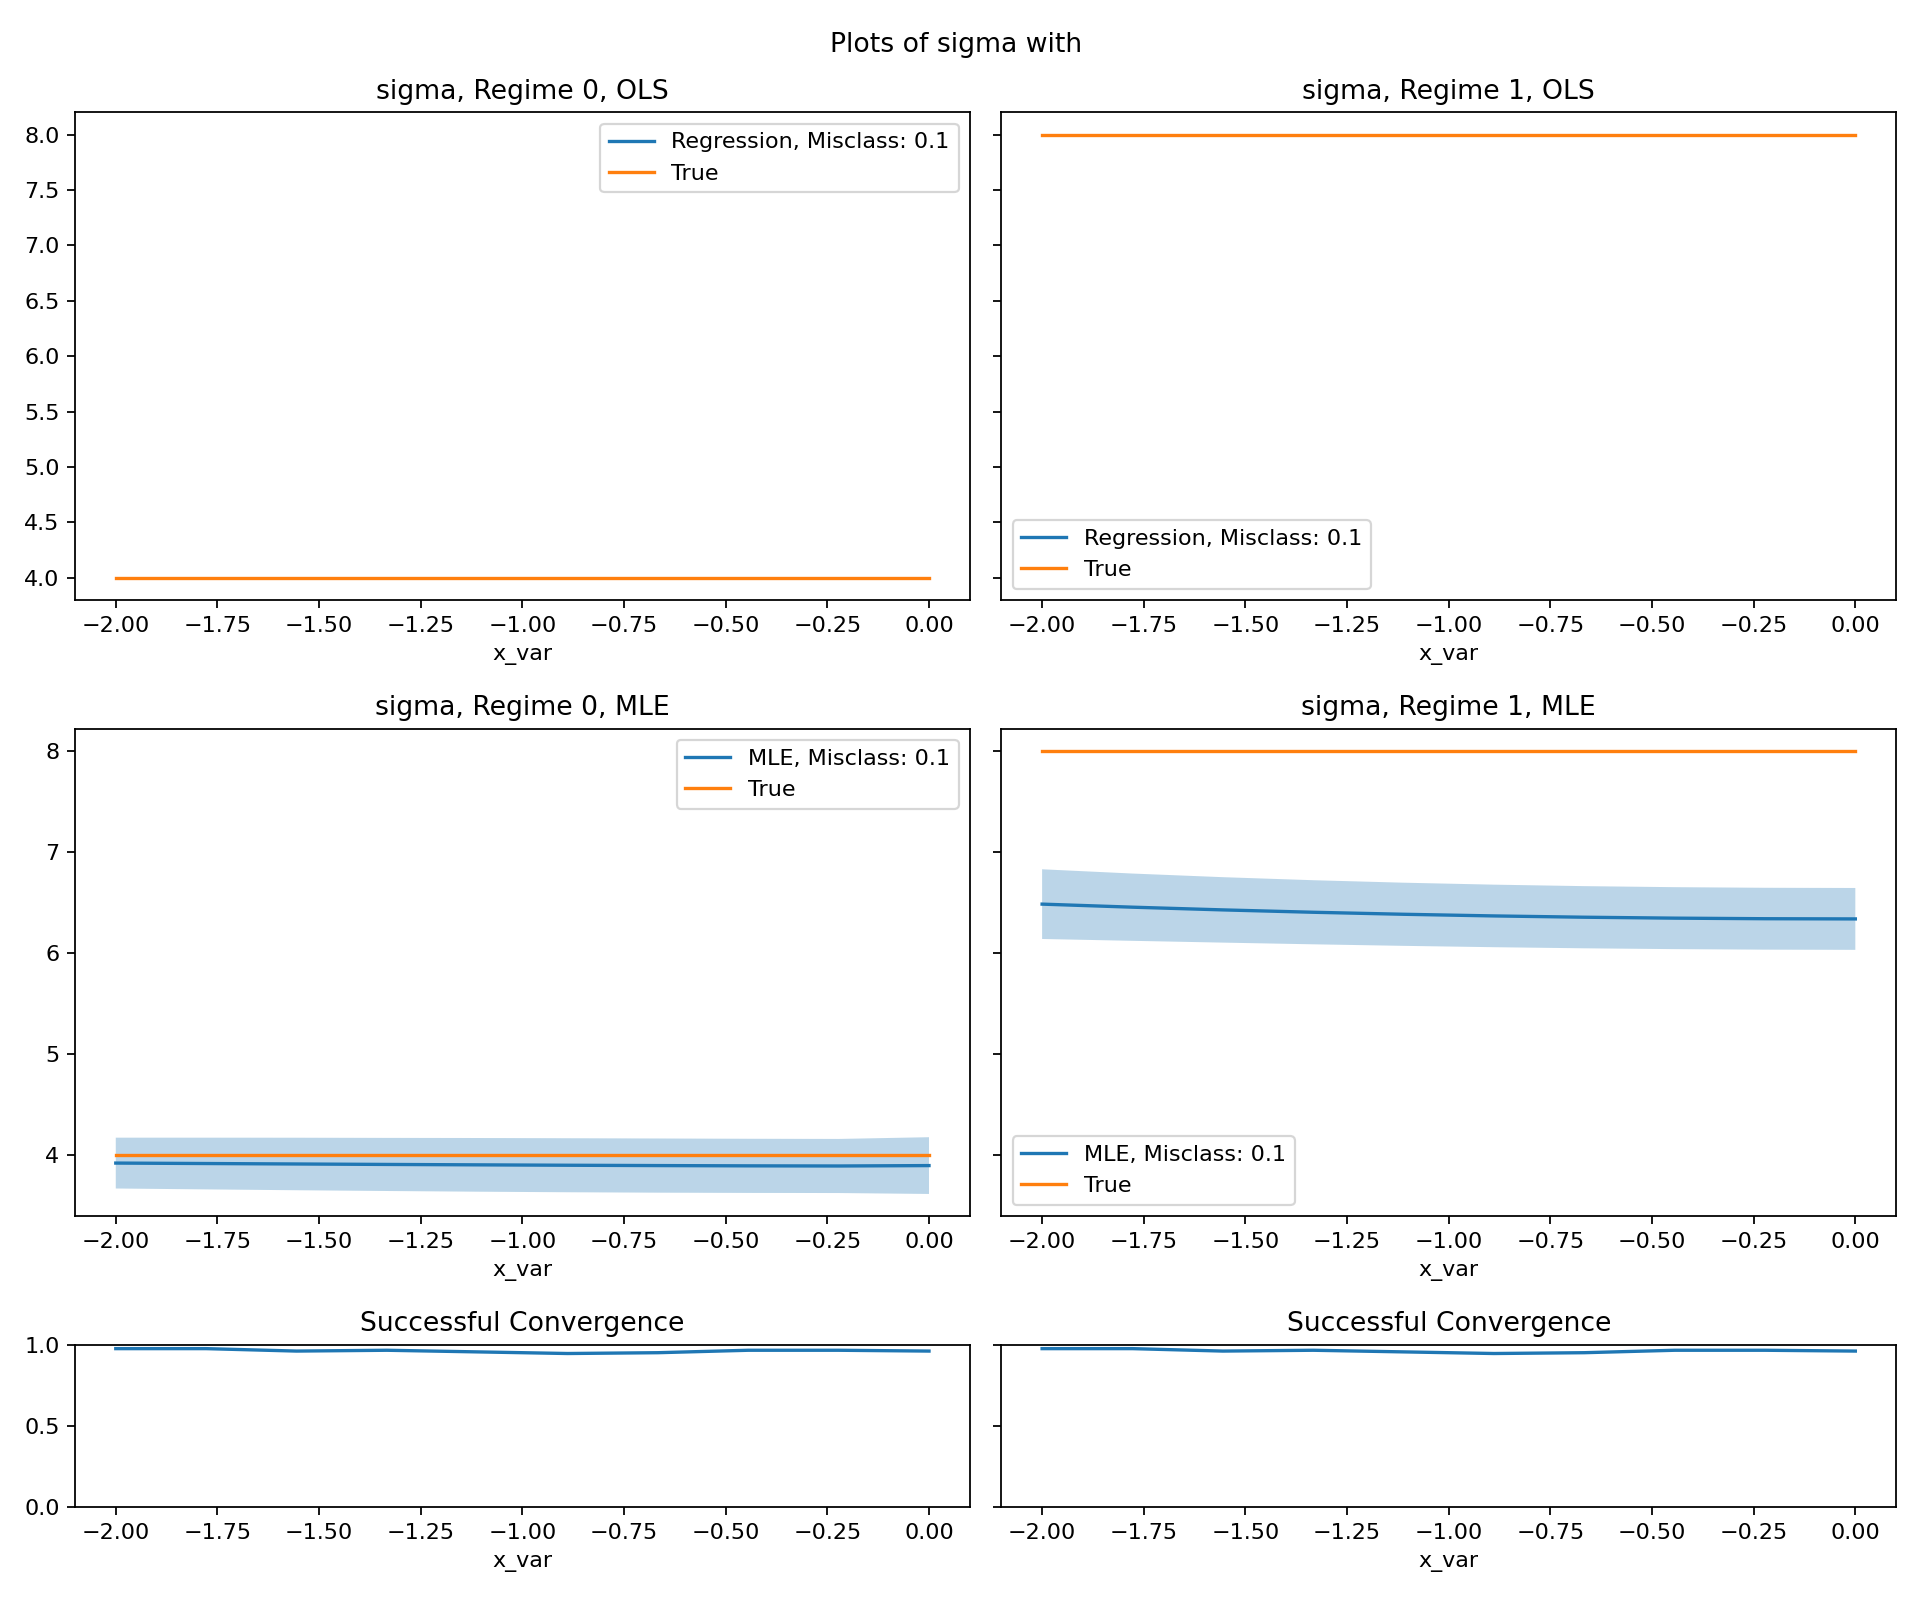 Plots of sigma with
sigma, Regime 0, OLS
8.0
7.5
7.0
6.5
6.0
5.5
5.0
4.5
4.0
Regression, Misclass: 0.1
True
−2.00 −1.75 −1.50 −1.25 −1.00 −0.75 −0.50 −0.25 0.00
x_var
sigma, Regime 1, OLS
Regression, Misclass: 0.1
True
−2.00 −1.75 −1.50 −1.25 −1.00 −0.75 −0.50 −0.25 0.00
x_var
sigma, Regime 0, MLE
8
7
6
5
4
MLE, Misclass: 0.1
True
−2.00 −1.75 −1.50 −1.25 −1.00 −0.75 −0.50 −0.25 0.00
x_var
sigma, Regime 1, MLE
MLE, Misclass: 0.1
True
−2.00 −1.75 −1.50 −1.25 −1.00 −0.75 −0.50 −0.25 0.00
x_var
Successful Convergence
1.0
0.5
0.0
−2.00 −1.75 −1.50 −1.25 −1.00 −0.75 −0.50 −0.25 0.00
x_var
Successful Convergence
−2.00 −1.75 −1.50 −1.25 −1.00 −0.75 −0.50 −0.25 0.00
x_var